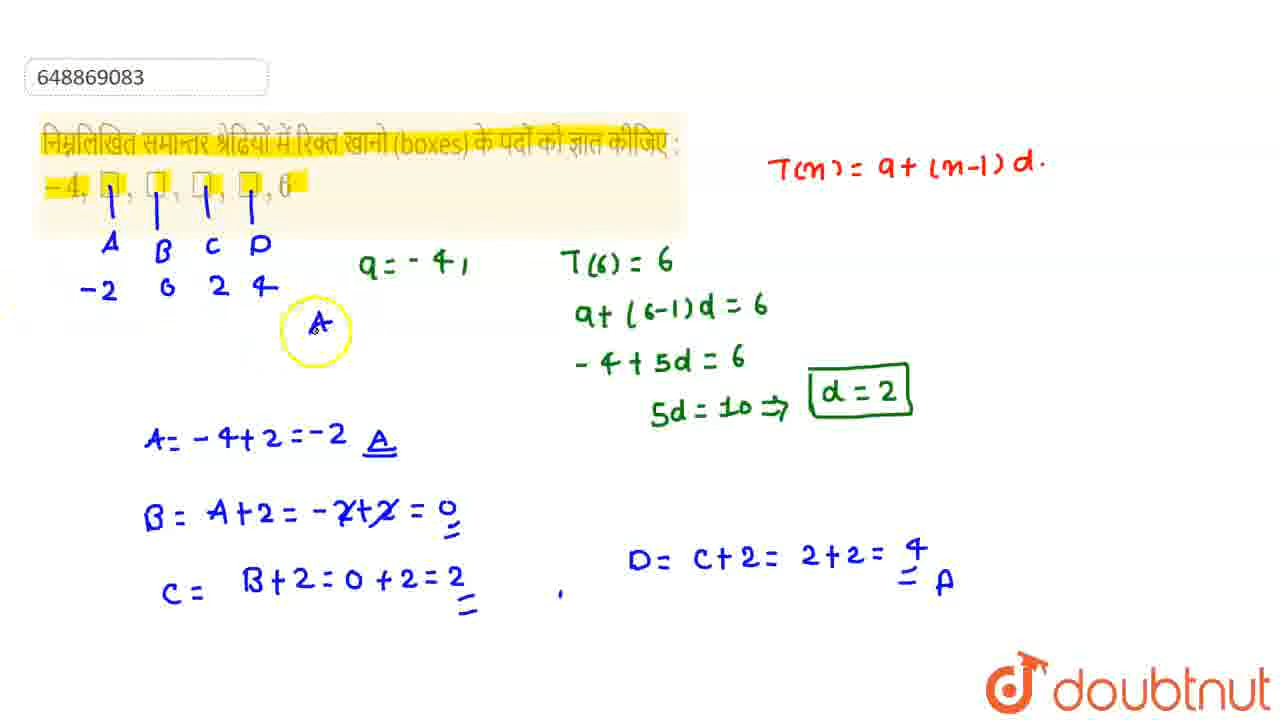 648869083
निम्नलिखित समान्तर श्रेढ़ियों में रिक्त खानो (boxes) के पदों को ज्ञात कीजिए :
- 4, □, □, □, □, 6
T(n) = a + (n-1) d.
A B C D
-2 0 2 4
a = - 4,
T(6) = 6
A
a + (6-1) d = 6
- 4 + 5d = 6
5d = 10 ⇒ d = 2
A = - 4 + 2 = -2 A
B = A + 2 = - 2 + 2 = 0
C = B + 2 = 0 + 2 = 2 ,
D = C + 2 = 2 + 2 = 4 A
doubtnut